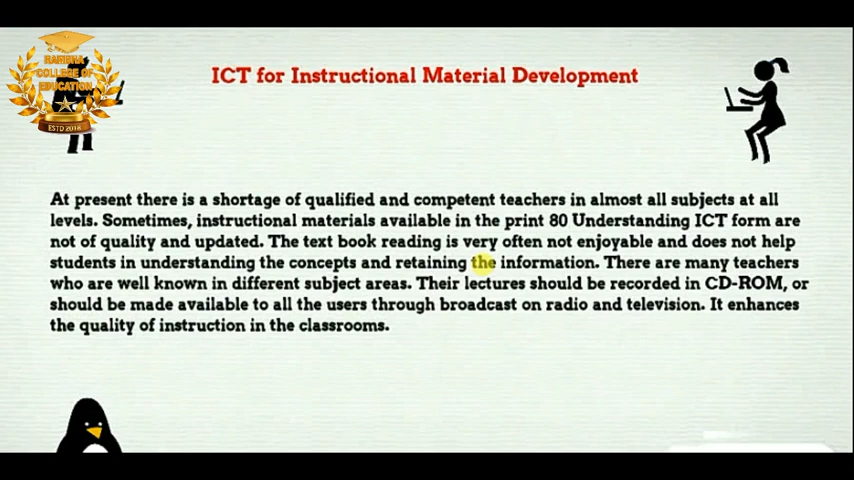 RAHBHA
COLLEGE OF
EDUCATION
ESTD 2018
ICT for Instructional Material Development
At present there is a shortage of qualified and competent teachers in almost all subjects at all
levels. Sometimes, instructional materials available in the print 80 Understanding ICT form are
not of quality and updated. The text book reading is very often not enjoyable and does not help
students in understanding the concepts and retaining the information. There are many teachers
who are well known in different subject areas. Their lectures should be recorded in CD-ROM, or
should be made available to all the users through broadcast on radio and television. It enhances
the quality of instruction in the classrooms.